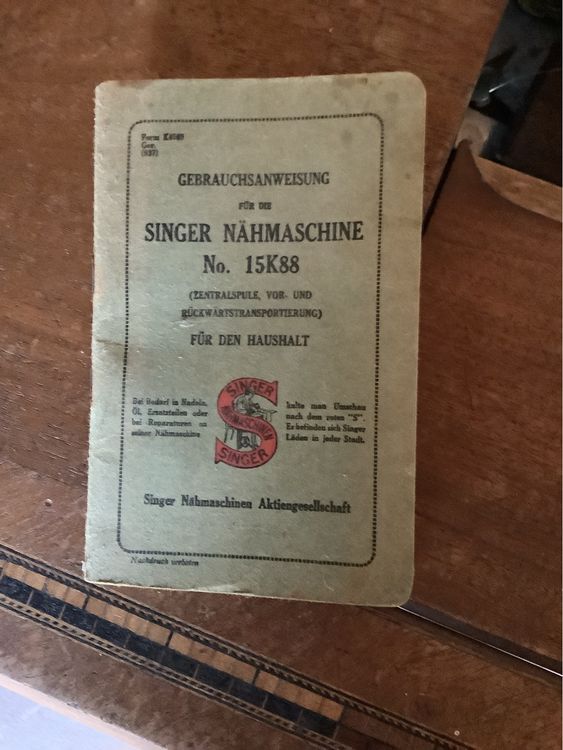 Form
Ger.
(937)
GEBRAUCHSANWEISUNG
FÜR DIE
SINGER NÄHMASCHINE
No. 15K88
(ZENTRALSPULE, VOR- UND
RÜCKWÄRTSTRANSPORTIERUNG)
FÜR DEN HAUSHALT
Bei Bedarf in Nadeln,
Öl, Ersatzteilen oder
bei Reparaturen an
seiner Nähmaschine
SINGER
NÄHMASCHINEN
SINGER
halte man Umschau
nach dem roten "S".
Es befinden sich Singer
Läden in jeder Stadt.
Singer Nähmaschinen Aktiengesellschaft
Nachdruck verboten